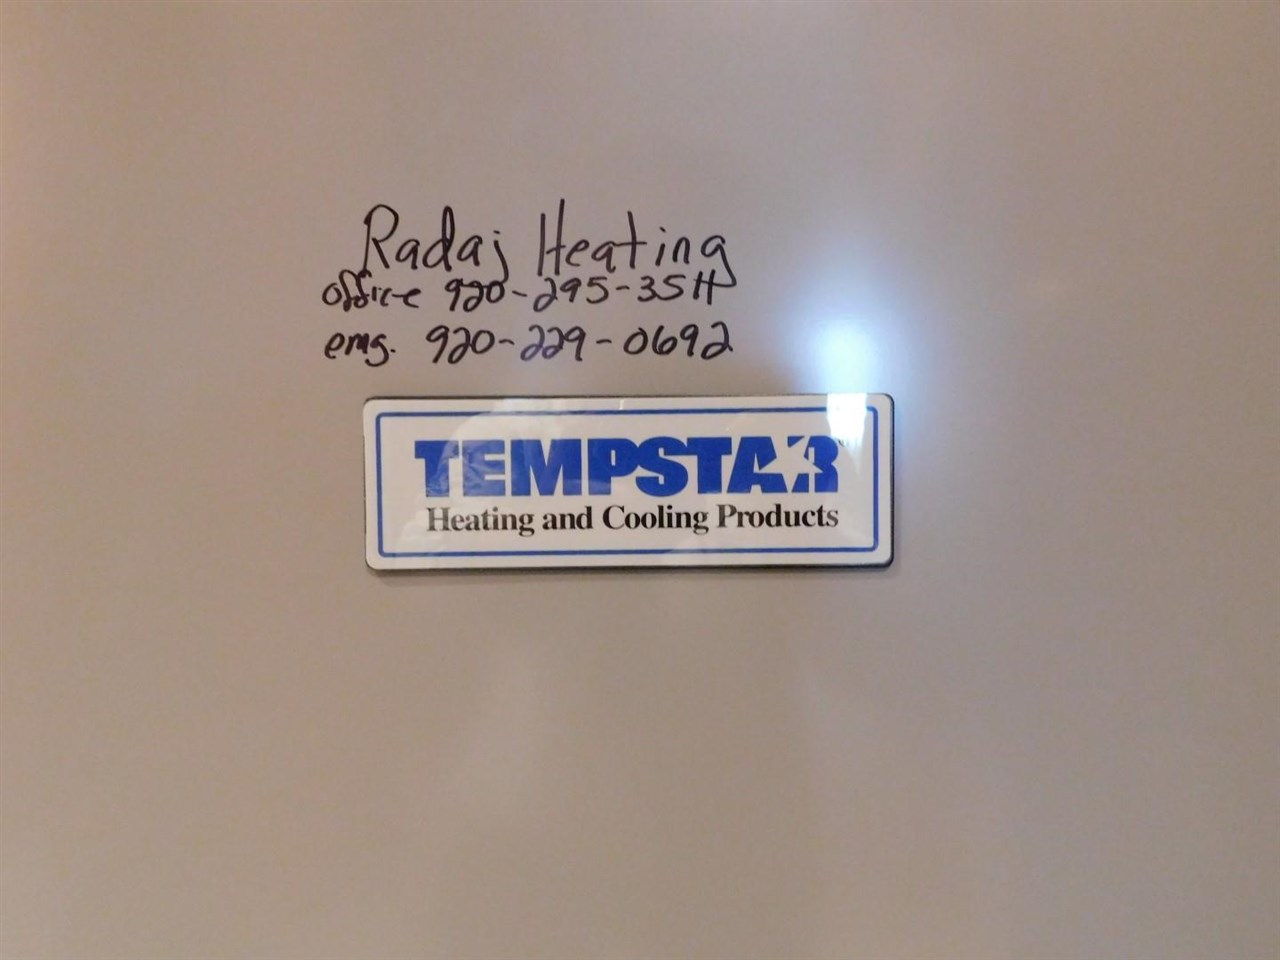 Radaj Heating
office 920-295-3511
emg. 920-229-0692
TEMPSTAR
Heating and Cooling Products